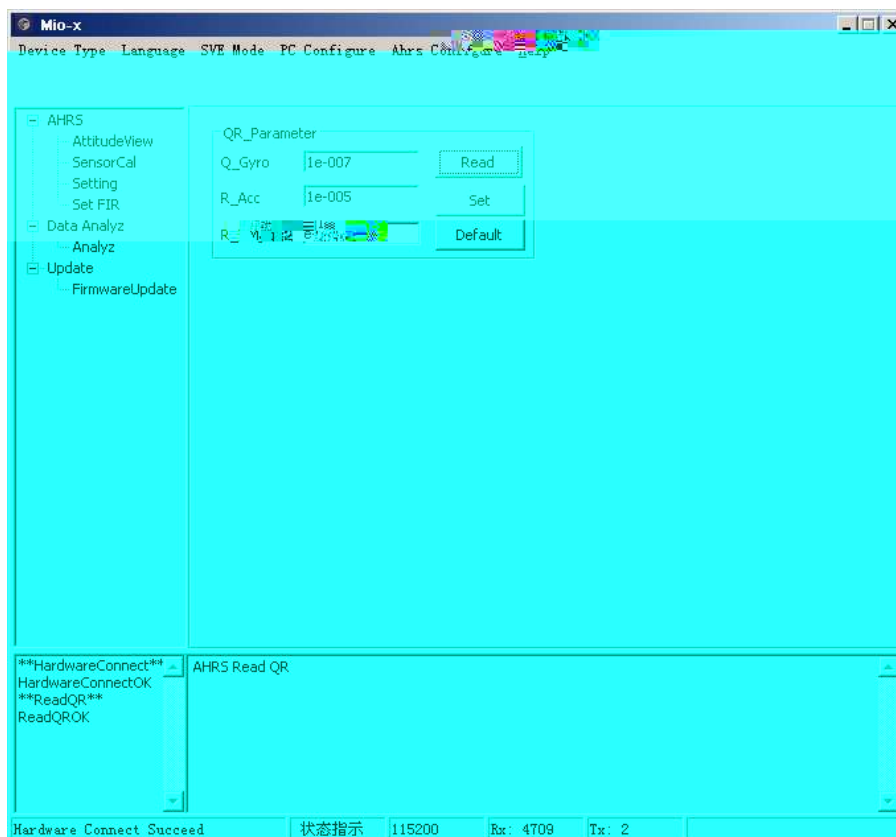 Mio-x
Device Type Language SVE Mode PC Configure Ahrs Configure Help
AHRS
AttitudeView
SensorCal
Setting
Set FIR
Data Analyz
Analyz
Update
FirmwareUpdate
QR_Parameter
Q_Gyro 1e-007 Read
R_Acc 1e-005 Set
Default
**HardwareConnect**
HardwareConnectOK
**ReadQR**
ReadQROK
AHRS Read QR
Hardware Connect Succeed 状态指示 115200 Rx: 4709 Tx: 2